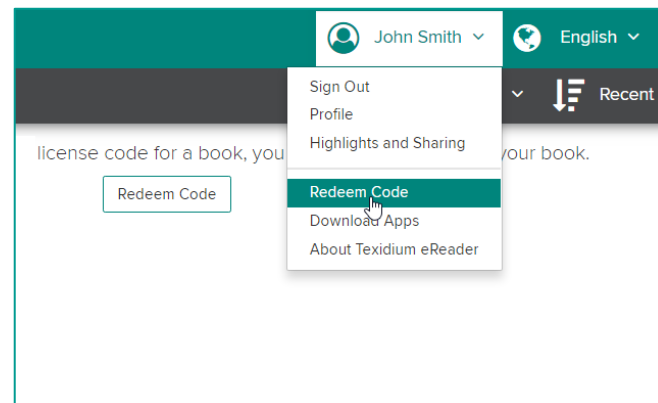 John Smith
English
Recent
Sign Out
Profile
Highlights and Sharing
Redeem Code
Download Apps
About Texidium eReader
license code for a book, you
your book.
Redeem Code